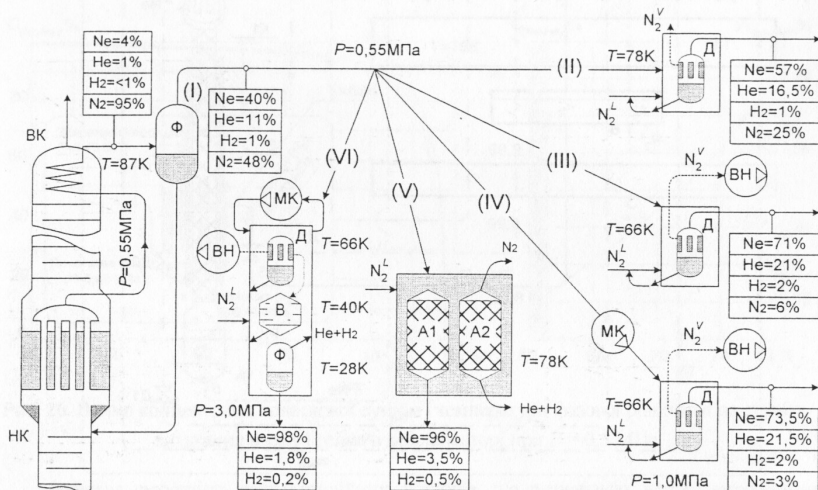 Ne=4%
He=1%
H2=<1%
N2=95%
ВК
T=87K
P=0,55МПа
НК
(I)
Ф
Ne=40%
He=11%
H2=1%
N2=48%
P=0,55МПа
(II)
(III)
(IV)
(V)
(VI)
МК
ВН
Д
T=66K
N2L
В
T=40K
He+H2
Ф
T=28K
P=3,0МПа
Ne=98%
He=1,8%
H2=0,2%
N2L
N2
А1
А2
T=78K
He+H2
Ne=96%
He=3,5%
H2=0,5%
N2V
Д
T=78K
N2L
Ne=57%
He=16,5%
H2=1%
N2=25%
N2V
ВН
Д
T=66K
N2L
Ne=71%
He=21%
H2=2%
N2=6%
МК
N2V
ВН
Д
T=66K
N2L
P=1,0МПа
Ne=73,5%
He=21,5%
H2=2%
N2=3%